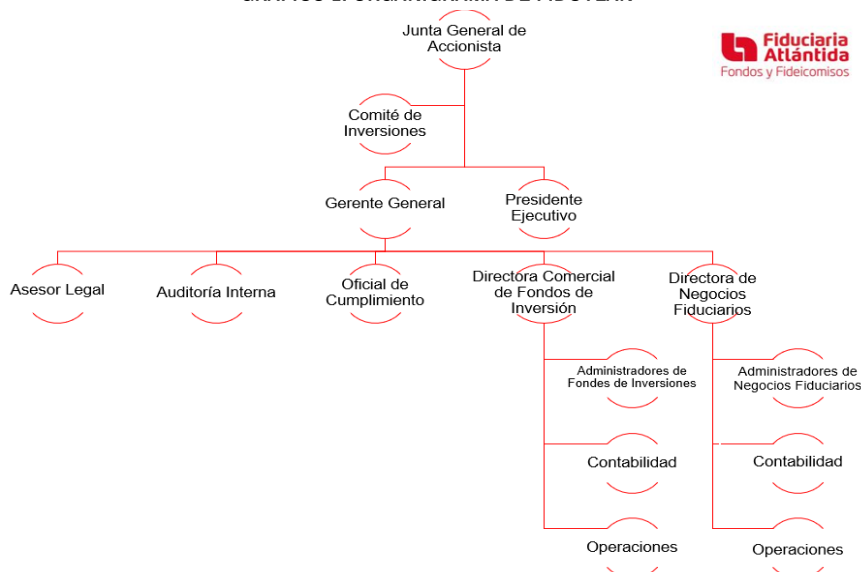 Junta General de
Accionista
Fiduciaria
Atlántida
Fondos y Fideicomisos
Comité de
Inversiones
Gerente General
Presidente
Ejecutivo
Asesor Legal
Auditoría Interna
Oficial de
Cumplimiento
Directora Comercial
de Fondos de
Inversión
Directora de
Negocios
Fiduciarios
Administradores de
Fondes de Inversiones
Administradores de
Negocios Fiduciarios
Contabilidad
Contabilidad
Operaciones
Operaciones